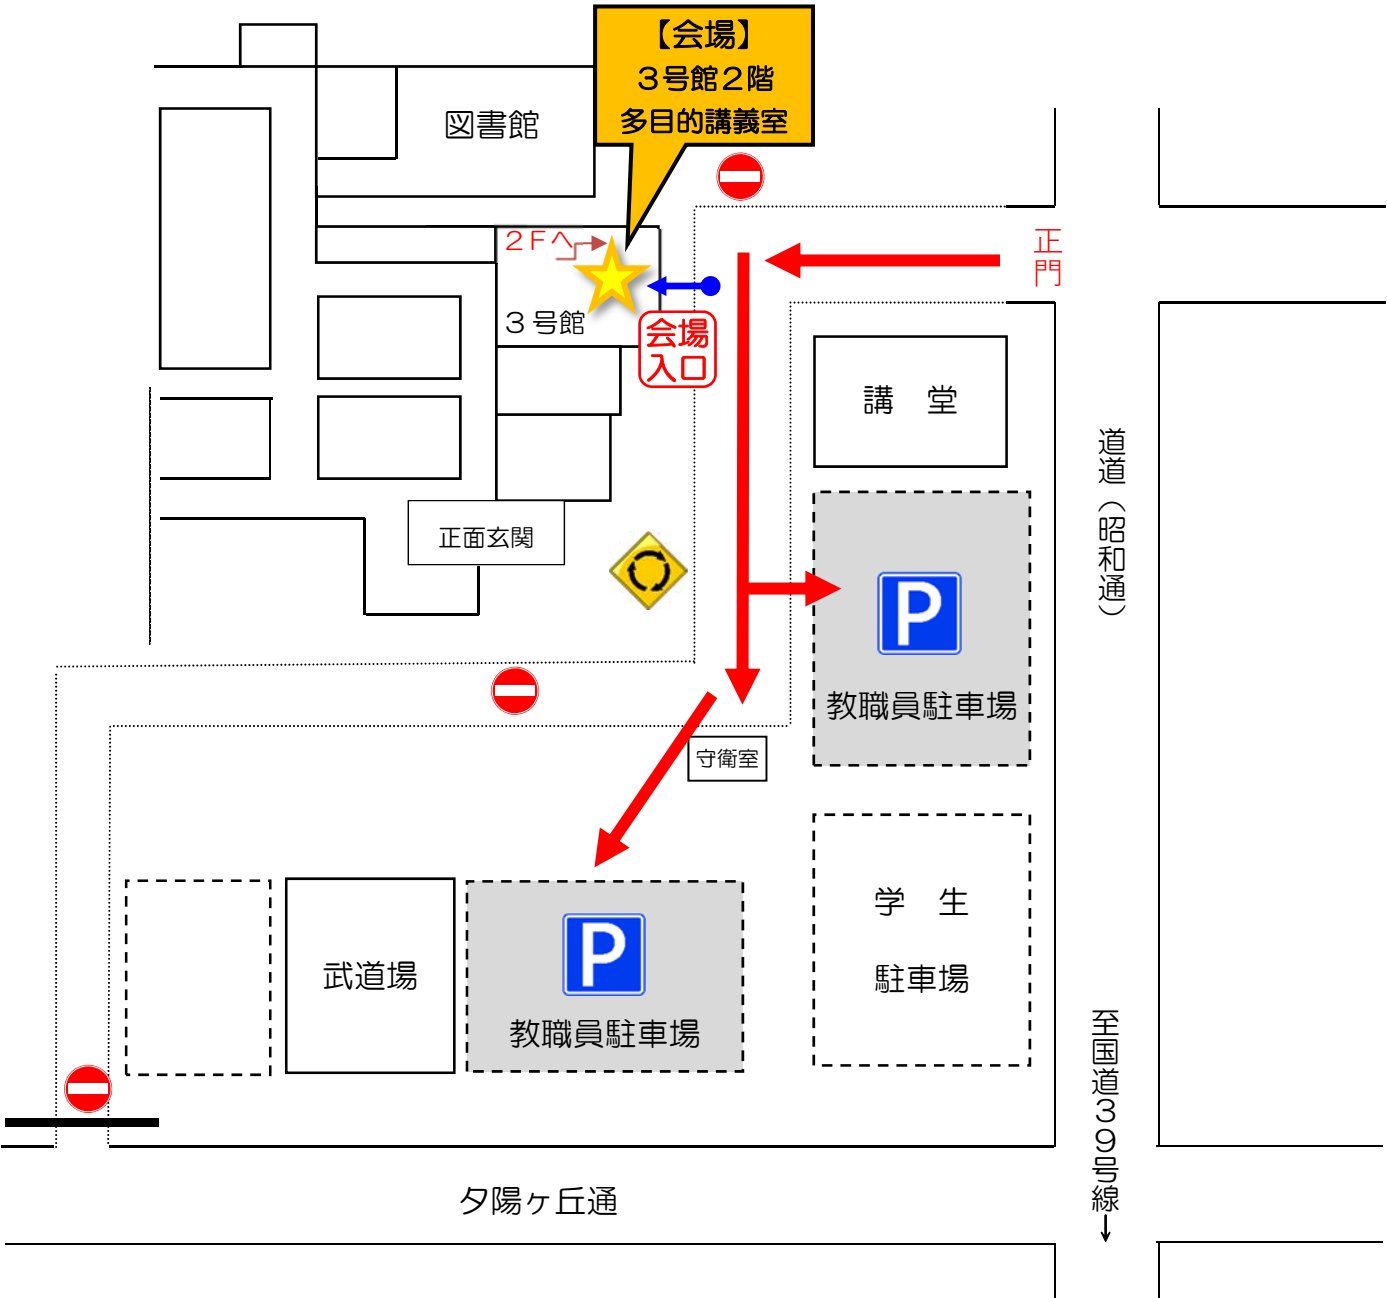 【会場】
３号館２階
多目的講義室
図書館
２Ｆへ
正門
３号館
会場
入口
講　堂
道道（昭和通）
正面玄関
P
教職員駐車場
守衛室
学　生
駐車場
武道場
P
教職員駐車場
至国道３９号線→
夕陽ヶ丘通